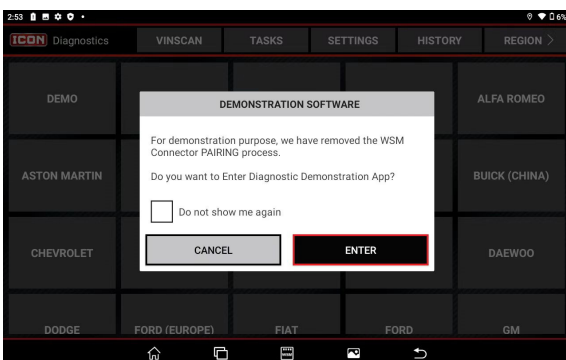 2:53
6%
ICON Diagnostics
VINSCAN
TASKS
SETTINGS
HISTORY
REGION >
DEMO
ALFA ROMEO
DEMONSTRATION SOFTWARE
For demonstration purpose, we have removed the WSM
Connector PAIRING process.
Do you want to Enter Diagnostic Demonstration App?
Do not show me again
CANCEL
ENTER
ASTON MARTIN
BUICK (CHINA)
CHEVROLET
DAEWOO
DODGE
FORD (EUROPE)
FIAT
FORD
GM